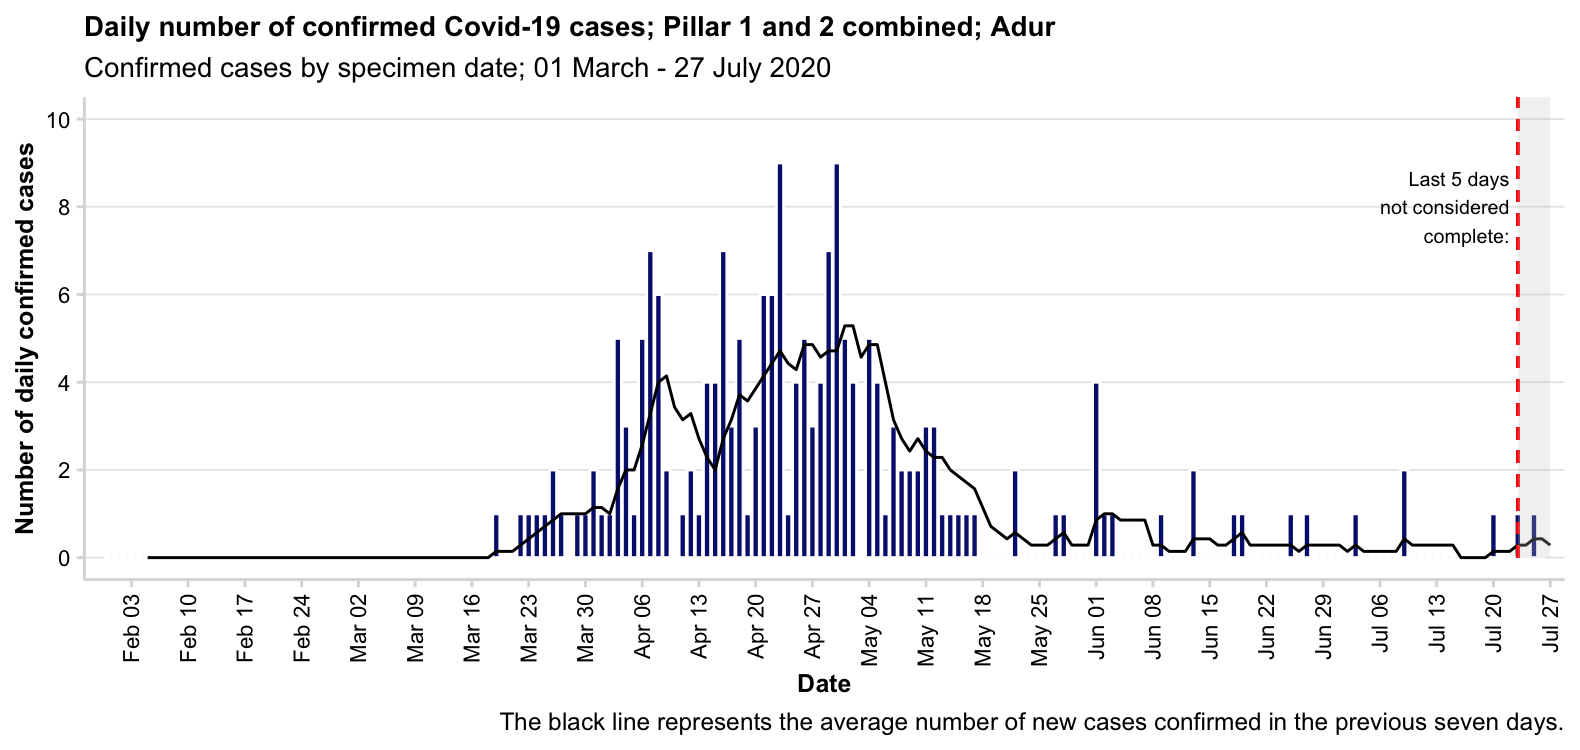 Daily number of confirmed Covid-19 cases; Pillar 1 and 2 combined; Adur
Confirmed cases by specimen date; 01 March - 27 July 2020
Number of daily confirmed cases
10
8
6
4
2
0
Last 5 days
not considered
complete:
Feb 03
Feb 10
Feb 17
Feb 24
Mar 02
Mar 09
Mar 16
Mar 23
Mar 30
Apr 06
Apr 13
Apr 20
Apr 27
May 04
May 11
May 18
May 25
Jun 01
Jun 08
Jun 15
Jun 22
Jun 29
Jul 06
Jul 13
Jul 20
Jul 27
Date
The black line represents the average number of new cases confirmed in the previous seven days.